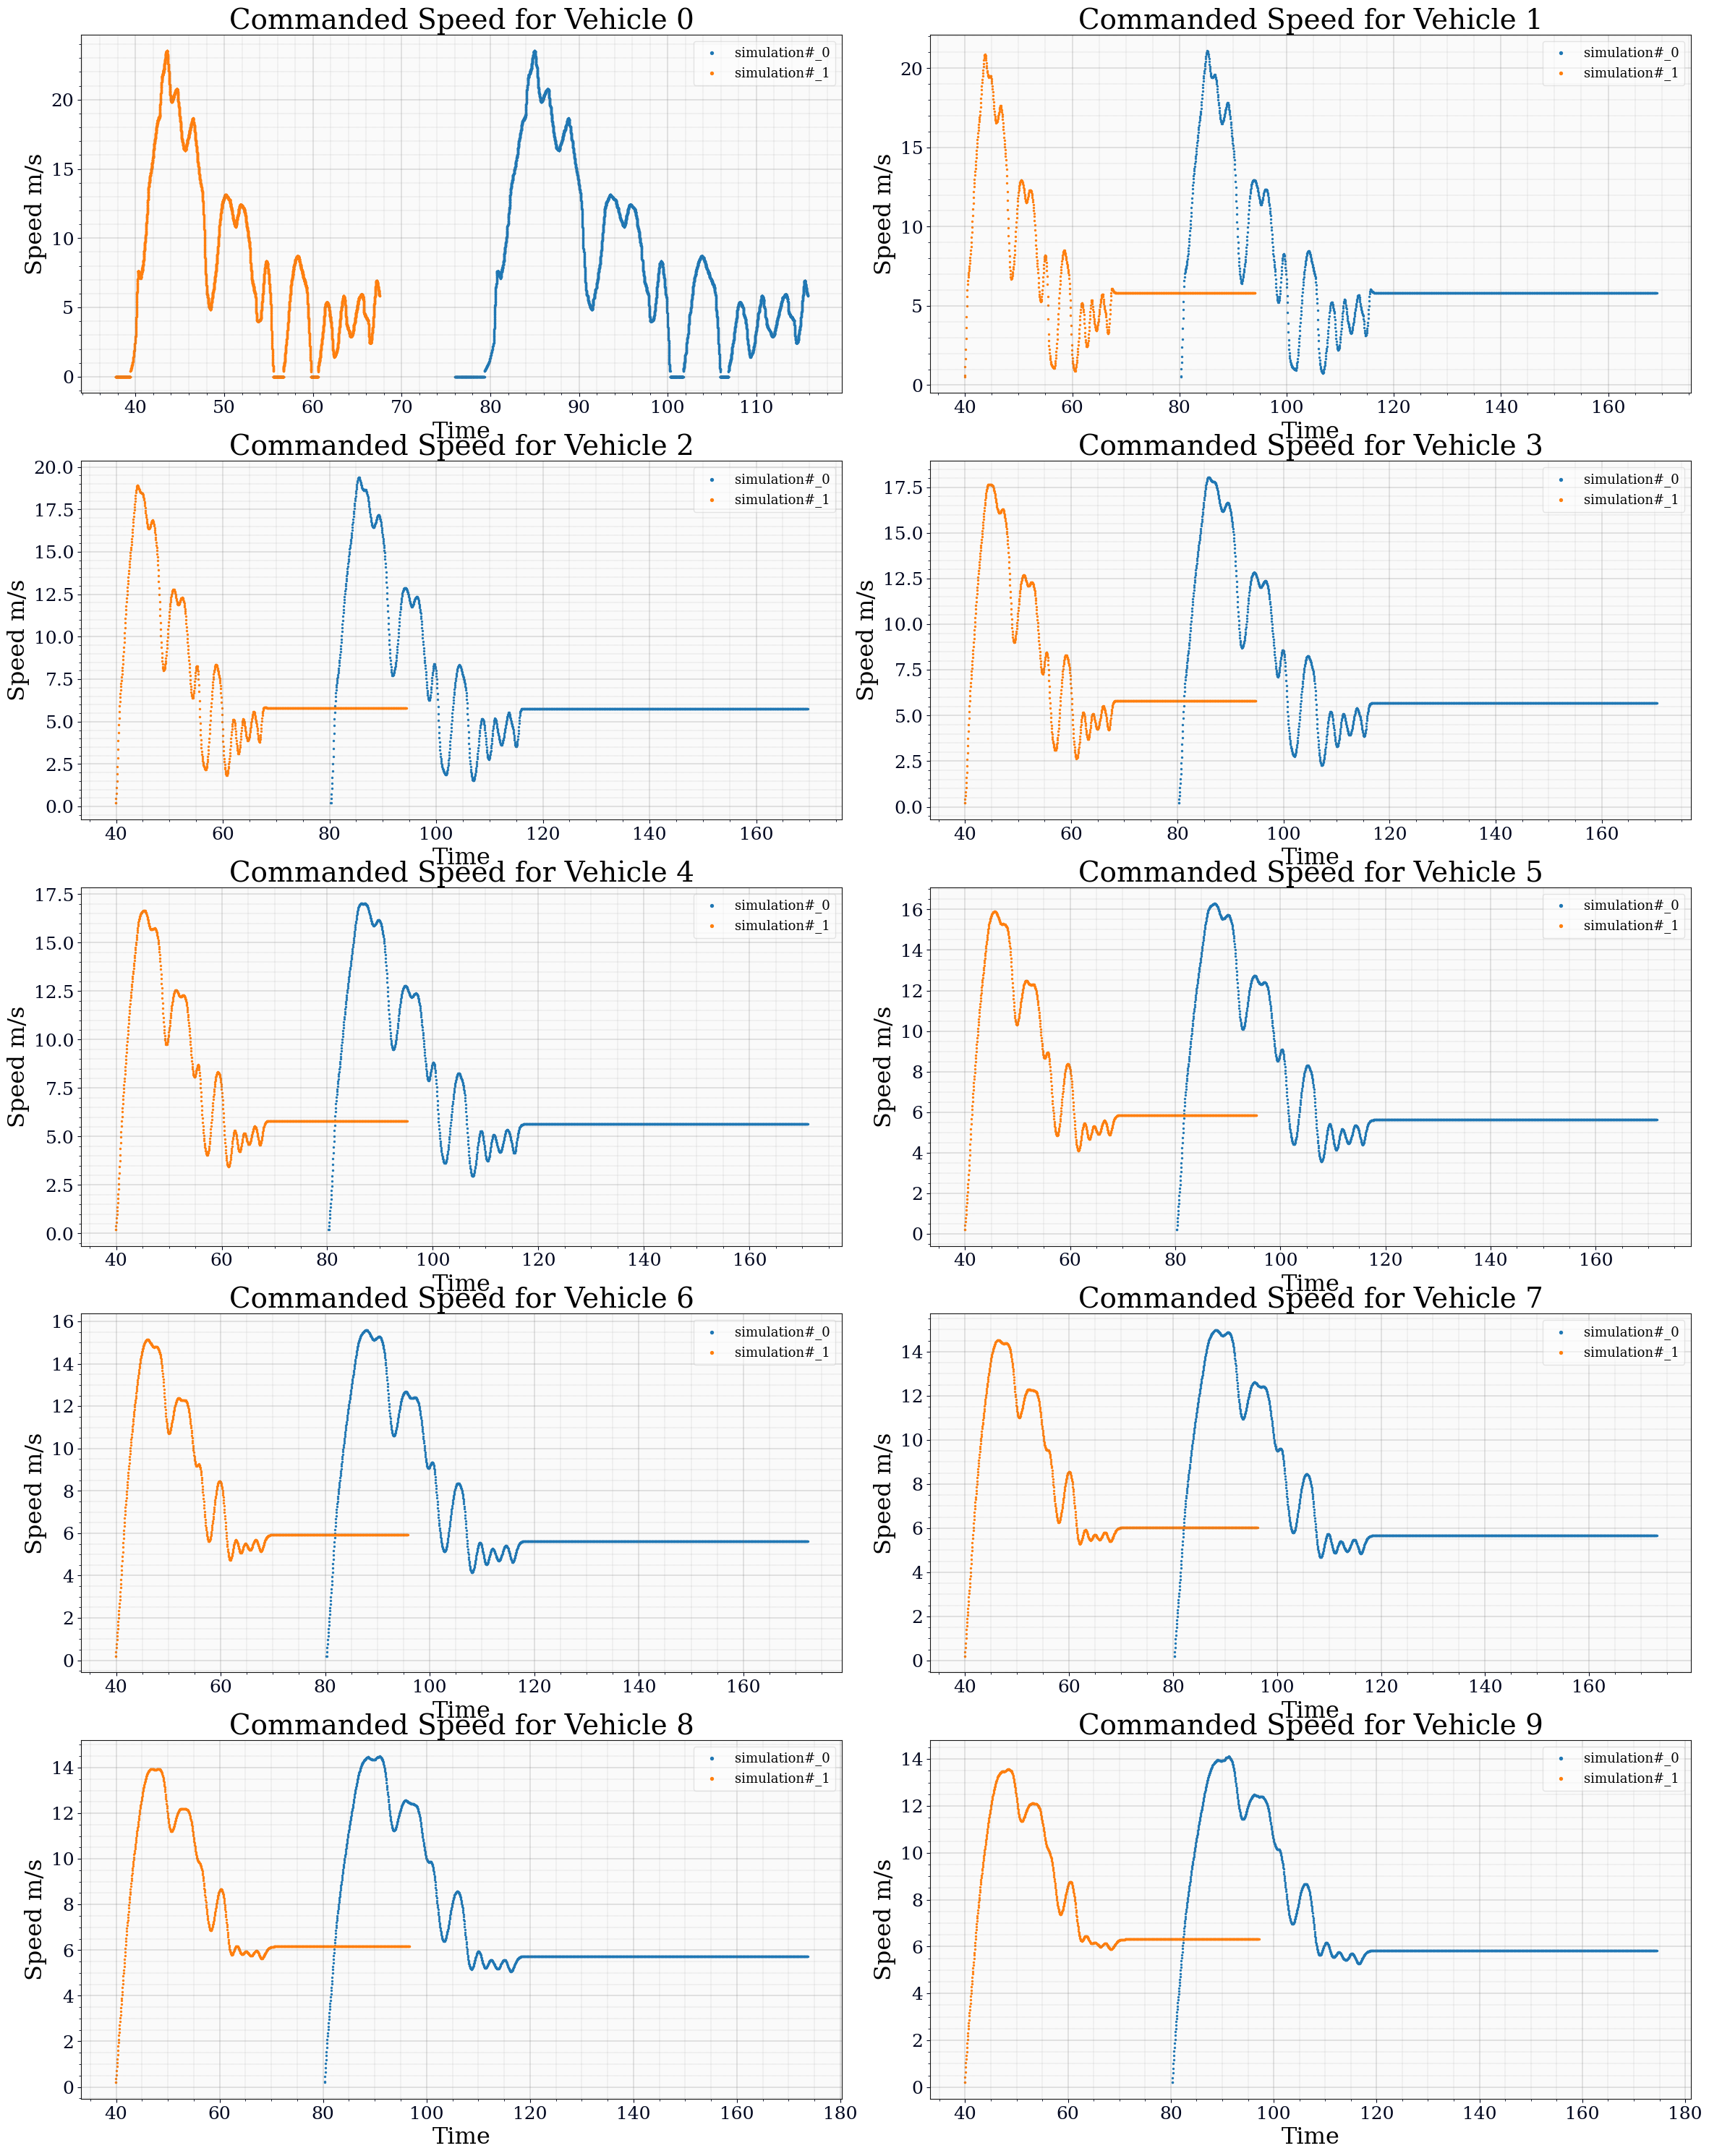 Commanded Speed for Vehicle 0
Speed m/s
20
15
10
5
0
simulation#_0
simulation#_1
40 50 60 70 80 90 100 110
Time
Commanded Speed for Vehicle 1
Speed m/s
20
15
10
5
0
simulation#_0
simulation#_1
40 60 80 100 120 140 160
Time
Commanded Speed for Vehicle 2
Speed m/s
20.0
17.5
15.0
12.5
10.0
7.5
5.0
2.5
0.0
simulation#_0
simulation#_1
40 60 80 100 120 140 160
Time
Commanded Speed for Vehicle 3
Speed m/s
17.5
15.0
12.5
10.0
7.5
5.0
2.5
0.0
simulation#_0
simulation#_1
40 60 80 100 120 140 160
Time
Commanded Speed for Vehicle 4
Speed m/s
17.5
15.0
12.5
10.0
7.5
5.0
2.5
0.0
simulation#_0
simulation#_1
40 60 80 100 120 140 160
Time
Commanded Speed for Vehicle 5
Speed m/s
16
14
12
10
8
6
4
2
0
simulation#_0
simulation#_1
40 60 80 100 120 140 160
Time
Commanded Speed for Vehicle 6
Speed m/s
16
14
12
10
8
6
4
2
0
simulation#_0
simulation#_1
40 60 80 100 120 140 160
Time
Commanded Speed for Vehicle 7
Speed m/s
14
12
10
8
6
4
2
0
simulation#_0
simulation#_1
40 60 80 100 120 140 160
Time
Commanded Speed for Vehicle 8
Speed m/s
14
12
10
8
6
4
2
0
simulation#_0
simulation#_1
40 60 80 100 120 140 160 180
Time
Commanded Speed for Vehicle 9
Speed m/s
14
12
10
8
6
4
2
0
simulation#_0
simulation#_1
40 60 80 100 120 140 160 180
Time